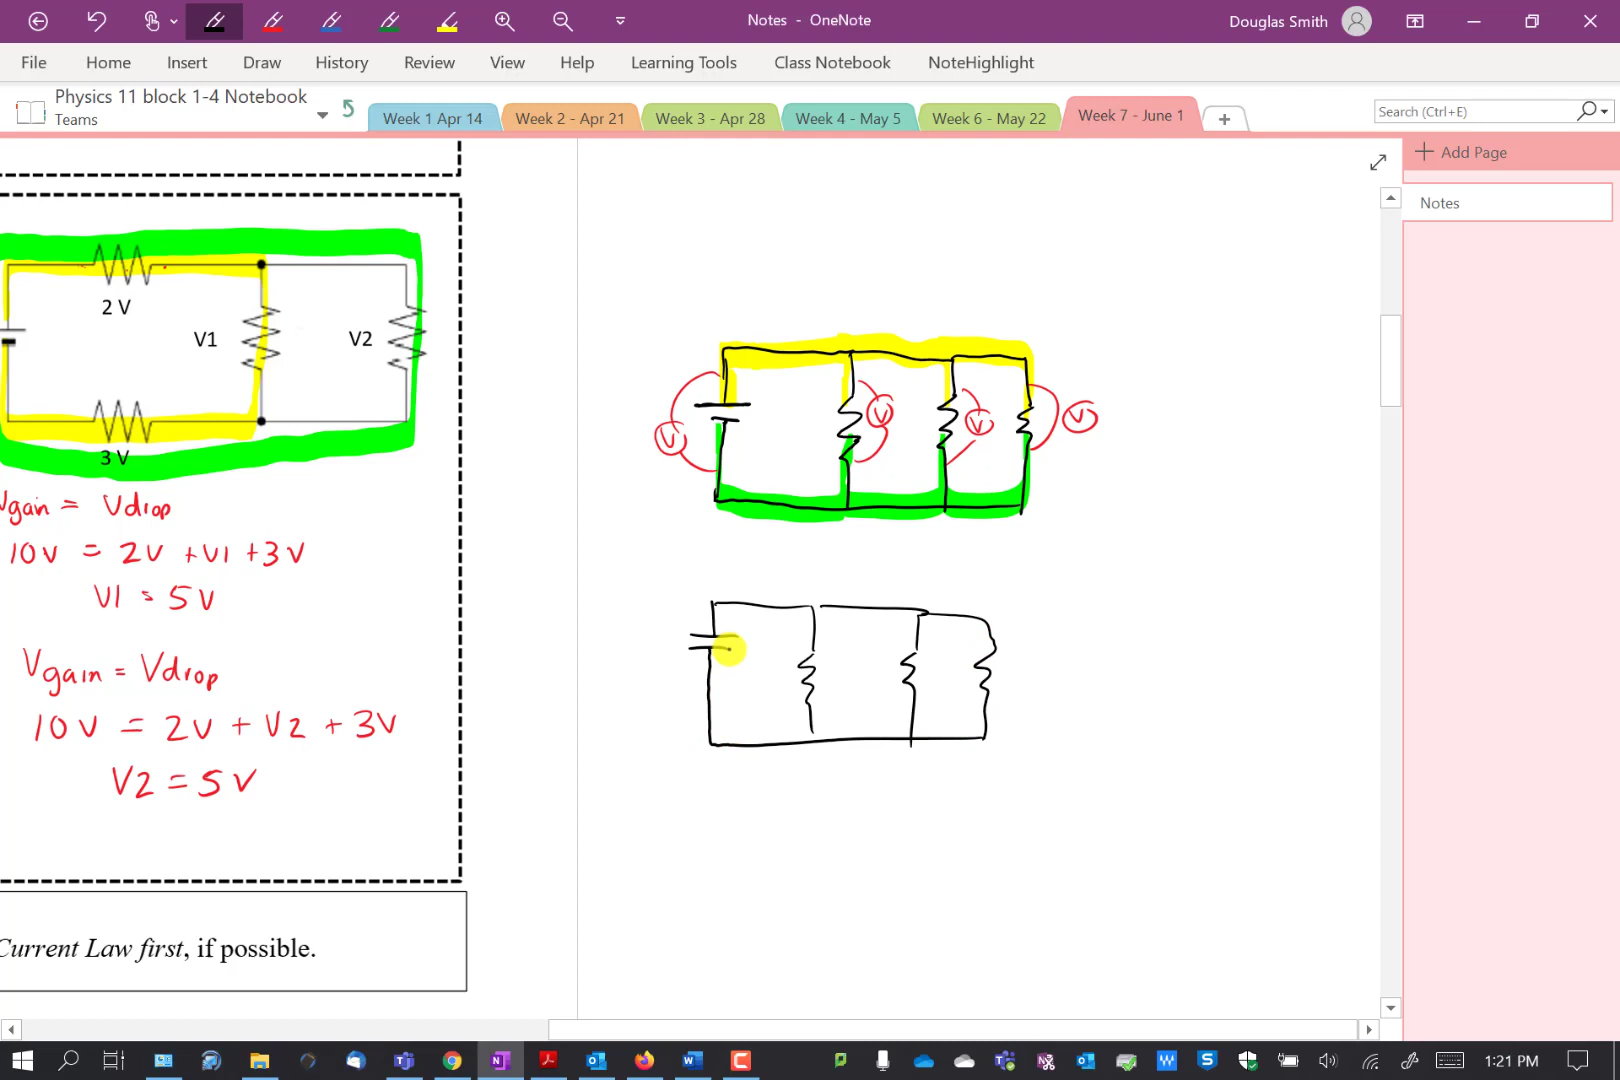 Notes - OneNote
Douglas Smith
File Home Insert Draw History Review View Help Learning Tools Class Notebook NoteHighlight
Physics 11 block 1-4 Notebook
Teams
Week 1 Apr 14
Week 2 - Apr 21
Week 3 - Apr 28
Week 4 - May 5
Week 6 - May 22
Week 7 - June 1
Search (Ctrl+E)
Add Page
Notes
2 V
V1
V2
3 V
Vgain = Vdrop
10V = 2V + V1 + 3V
V1 = 5V
Vgain = Vdrop
10V = 2V + V2 + 3V
V2 = 5V
V
V
V
V
Current Law first, if possible.
1:21 PM